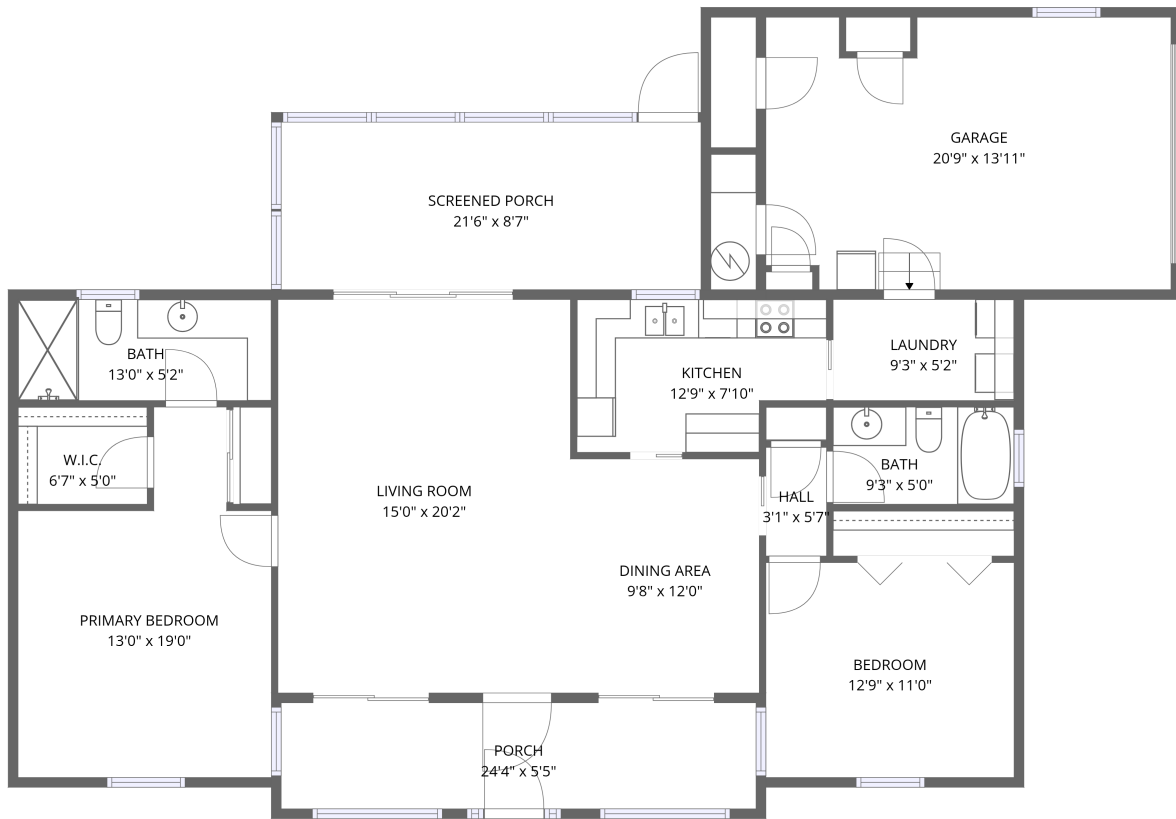 GARAGE
20'9" x 13'11"
SCREENED PORCH
21'6" x 8'7"
BATH
13'0" x 5'2"
KITCHEN
12'9" x 7'10"
LAUNDRY
9'3" x 5'2"
W.I.C.
6'7" x 5'0"
LIVING ROOM
15'0" x 20'2"
HALL
3'1" x 5'7"
BATH
9'3" x 5'0"
DINING AREA
9'8" x 12'0"
PRIMARY BEDROOM
13'0" x 19'0"
BEDROOM
12'9" x 11'0"
PORCH
24'4" x 5'5"